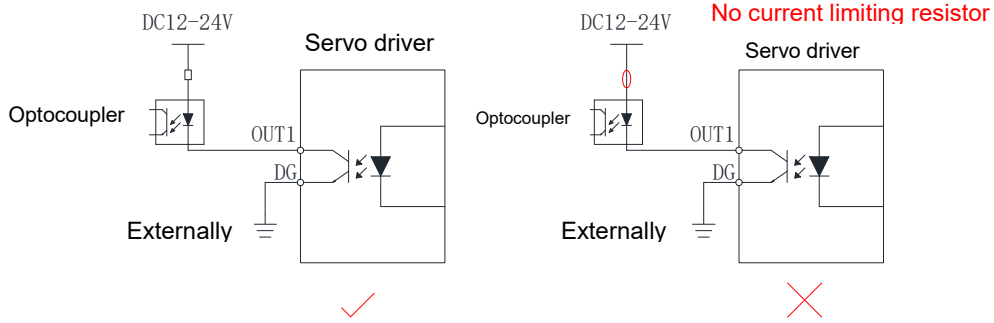 DC12-24V
Servo driver
Optocoupler
OUT1
DG
Externally
No current limiting resistor
DC12-24V
Servo driver
Optocoupler
OUT1
DG
Externally